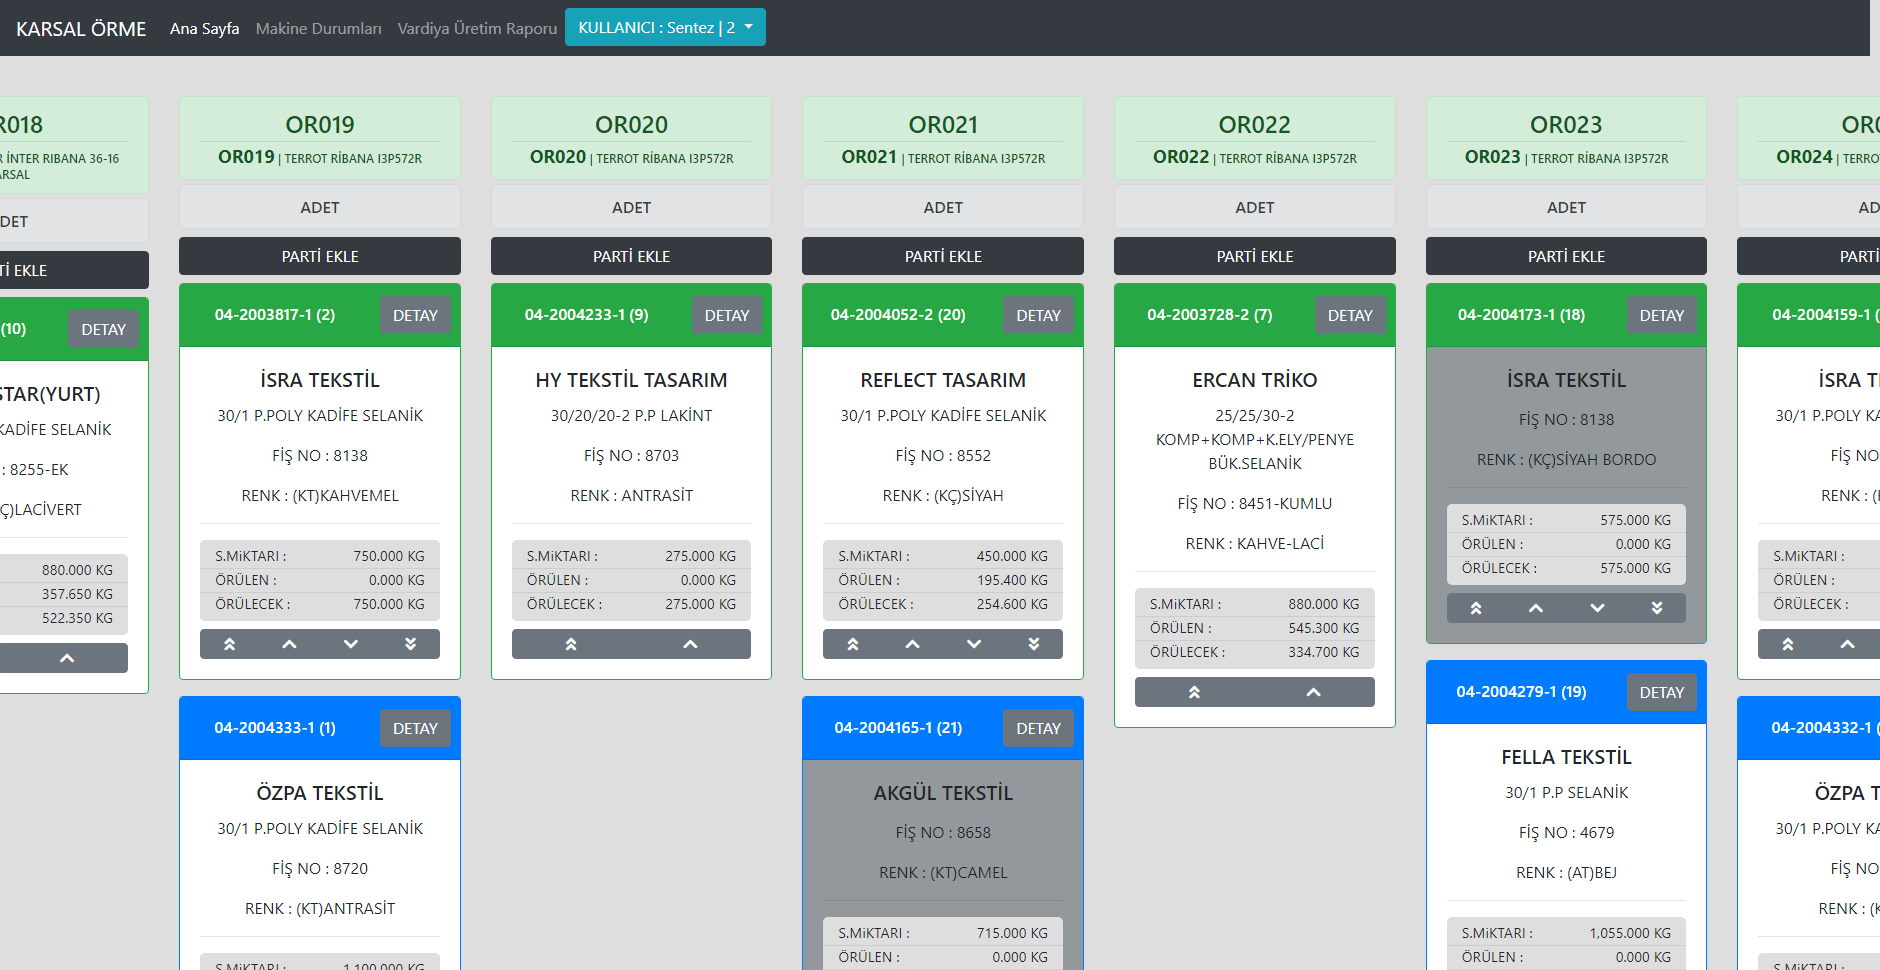 KARSAL ÖRME Ana Sayfa Makine Durumları Vardiya Üretim Raporu KULLANICI : Sentez | 2
R018
R İNTER RIBANA 36-16
ARSAL
DET
Tİ EKLE
(10) DETAY
STAR(YURT)
KADİFE SELANİK
: 8255-EK
Ç)LACİVERT
880.000 KG
357.650 KG
522.350 KG
OR019
OR019 | TERROT RİBANA I3P572R
ADET
PARTİ EKLE
04-2003817-1 (2) DETAY
İSRA TEKSTİL
30/1 P.POLY KADİFE SELANİK
FİŞ NO : 8138
RENK : (KT)KAHVEMEL
S.MiKTARI : 750.000 KG
ÖRÜLEN : 0.000 KG
ÖRÜLECEK : 750.000 KG
04-2004333-1 (1) DETAY
ÖZPA TEKSTİL
30/1 P.POLY KADİFE SELANİK
FİŞ NO : 8720
RENK : (KT)ANTRASİT
S.MiKTARI : 1,100.000 KG
OR020
OR020 | TERROT RİBANA I3P572R
ADET
PARTİ EKLE
04-2004233-1 (9) DETAY
HY TEKSTİL TASARIM
30/20/20-2 P.P LAKİNT
FİŞ NO : 8703
RENK : ANTRASİT
S.MiKTARI : 275.000 KG
ÖRÜLEN : 0.000 KG
ÖRÜLECEK : 275.000 KG
OR021
OR021 | TERROT RİBANA I3P572R
ADET
PARTİ EKLE
04-2004052-2 (20) DETAY
REFLECT TASARIM
30/1 P.POLY KADİFE SELANİK
FİŞ NO : 8552
RENK : (KÇ)SİYAH
S.MiKTARI : 450.000 KG
ÖRÜLEN : 195.400 KG
ÖRÜLECEK : 254.600 KG
04-2004165-1 (21) DETAY
AKGÜL TEKSTİL
FİŞ NO : 8658
RENK : (KT)CAMEL
S.MiKTARI : 715.000 KG
ÖRÜLEN : 0.000 KG
OR022
OR022 | TERROT RİBANA I3P572R
ADET
PARTİ EKLE
04-2003728-2 (7) DETAY
ERCAN TRİKO
25/25/30-2
KOMP+KOMP+K.ELY/PENYE
BÜK.SELANİK
FİŞ NO : 8451-KUMLU
RENK : KAHVE-LACİ
S.MiKTARI : 880.000 KG
ÖRÜLEN : 545.300 KG
ÖRÜLECEK : 334.700 KG
OR023
OR023 | TERROT RİBANA I3P572R
ADET
PARTİ EKLE
04-2004173-1 (18) DETAY
İSRA TEKSTİL
FİŞ NO : 8138
RENK : (KÇ)SİYAH BORDO
S.MiKTARI : 575.000 KG
ÖRÜLEN : 0.000 KG
ÖRÜLECEK : 575.000 KG
04-2004279-1 (19) DETAY
FELLA TEKSTİL
30/1 P.P SELANİK
FİŞ NO : 4679
RENK : (AT)BEJ
S.MiKTARI : 1,055.000 KG
ÖRÜLEN : 0.000 KG
OR0
OR024 | TERRO
AD
PARTİ
04-2004159-1 (
İSRA T
30/1 P.POLY KA
FİŞ NO
RENK : (
S.MiKTARI :
ÖRÜLEN :
ÖRÜLECEK :
04-2004332-1 (
ÖZPA T
30/1 P.POLY KA
FİŞ NO
RENK : (K
S.MiKTARI :